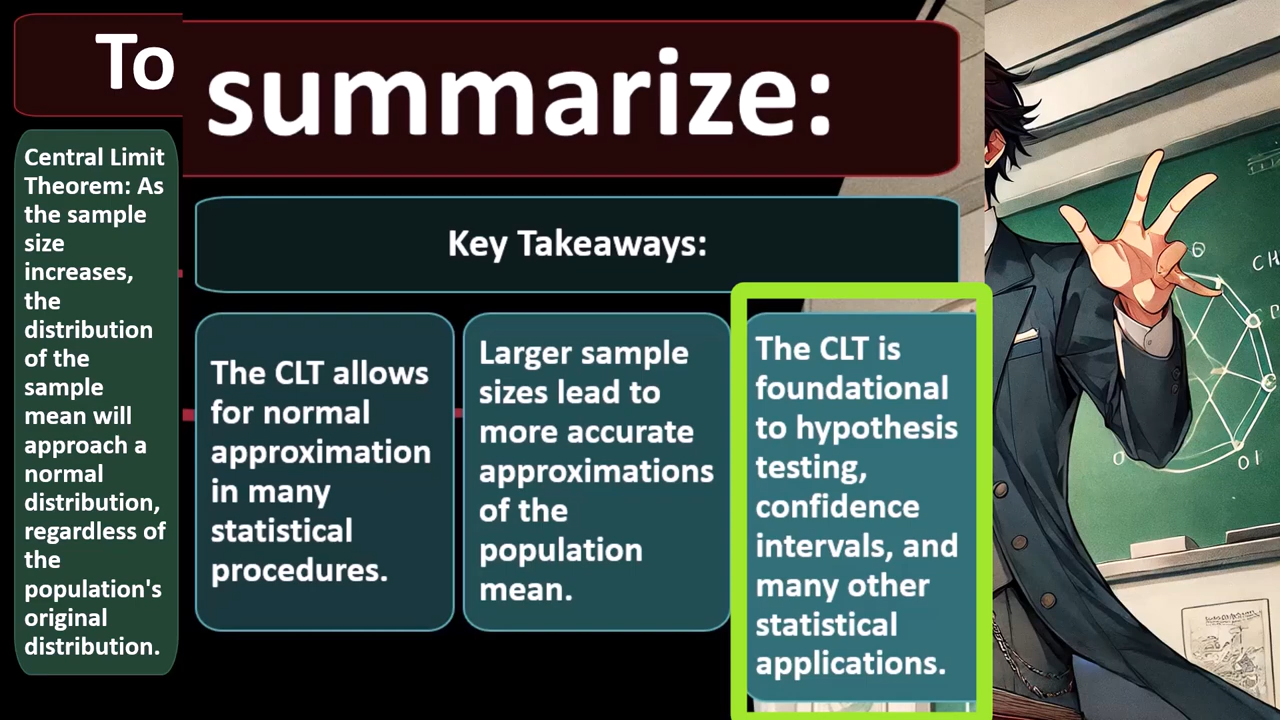 To summarize:
Central Limit
Theorem: As
the sample
size
increases,
the
distribution
of the
sample
mean will
approach a
normal
distribution,
regardless of
the
population's
original
distribution.
Key Takeaways:
The CLT allows
for normal
approximation
in many
statistical
procedures.
Larger sample
sizes lead to
more accurate
approximations
of the
population
mean.
The CLT is
foundational
to hypothesis
testing,
confidence
intervals, and
many other
statistical
applications.
CH
O